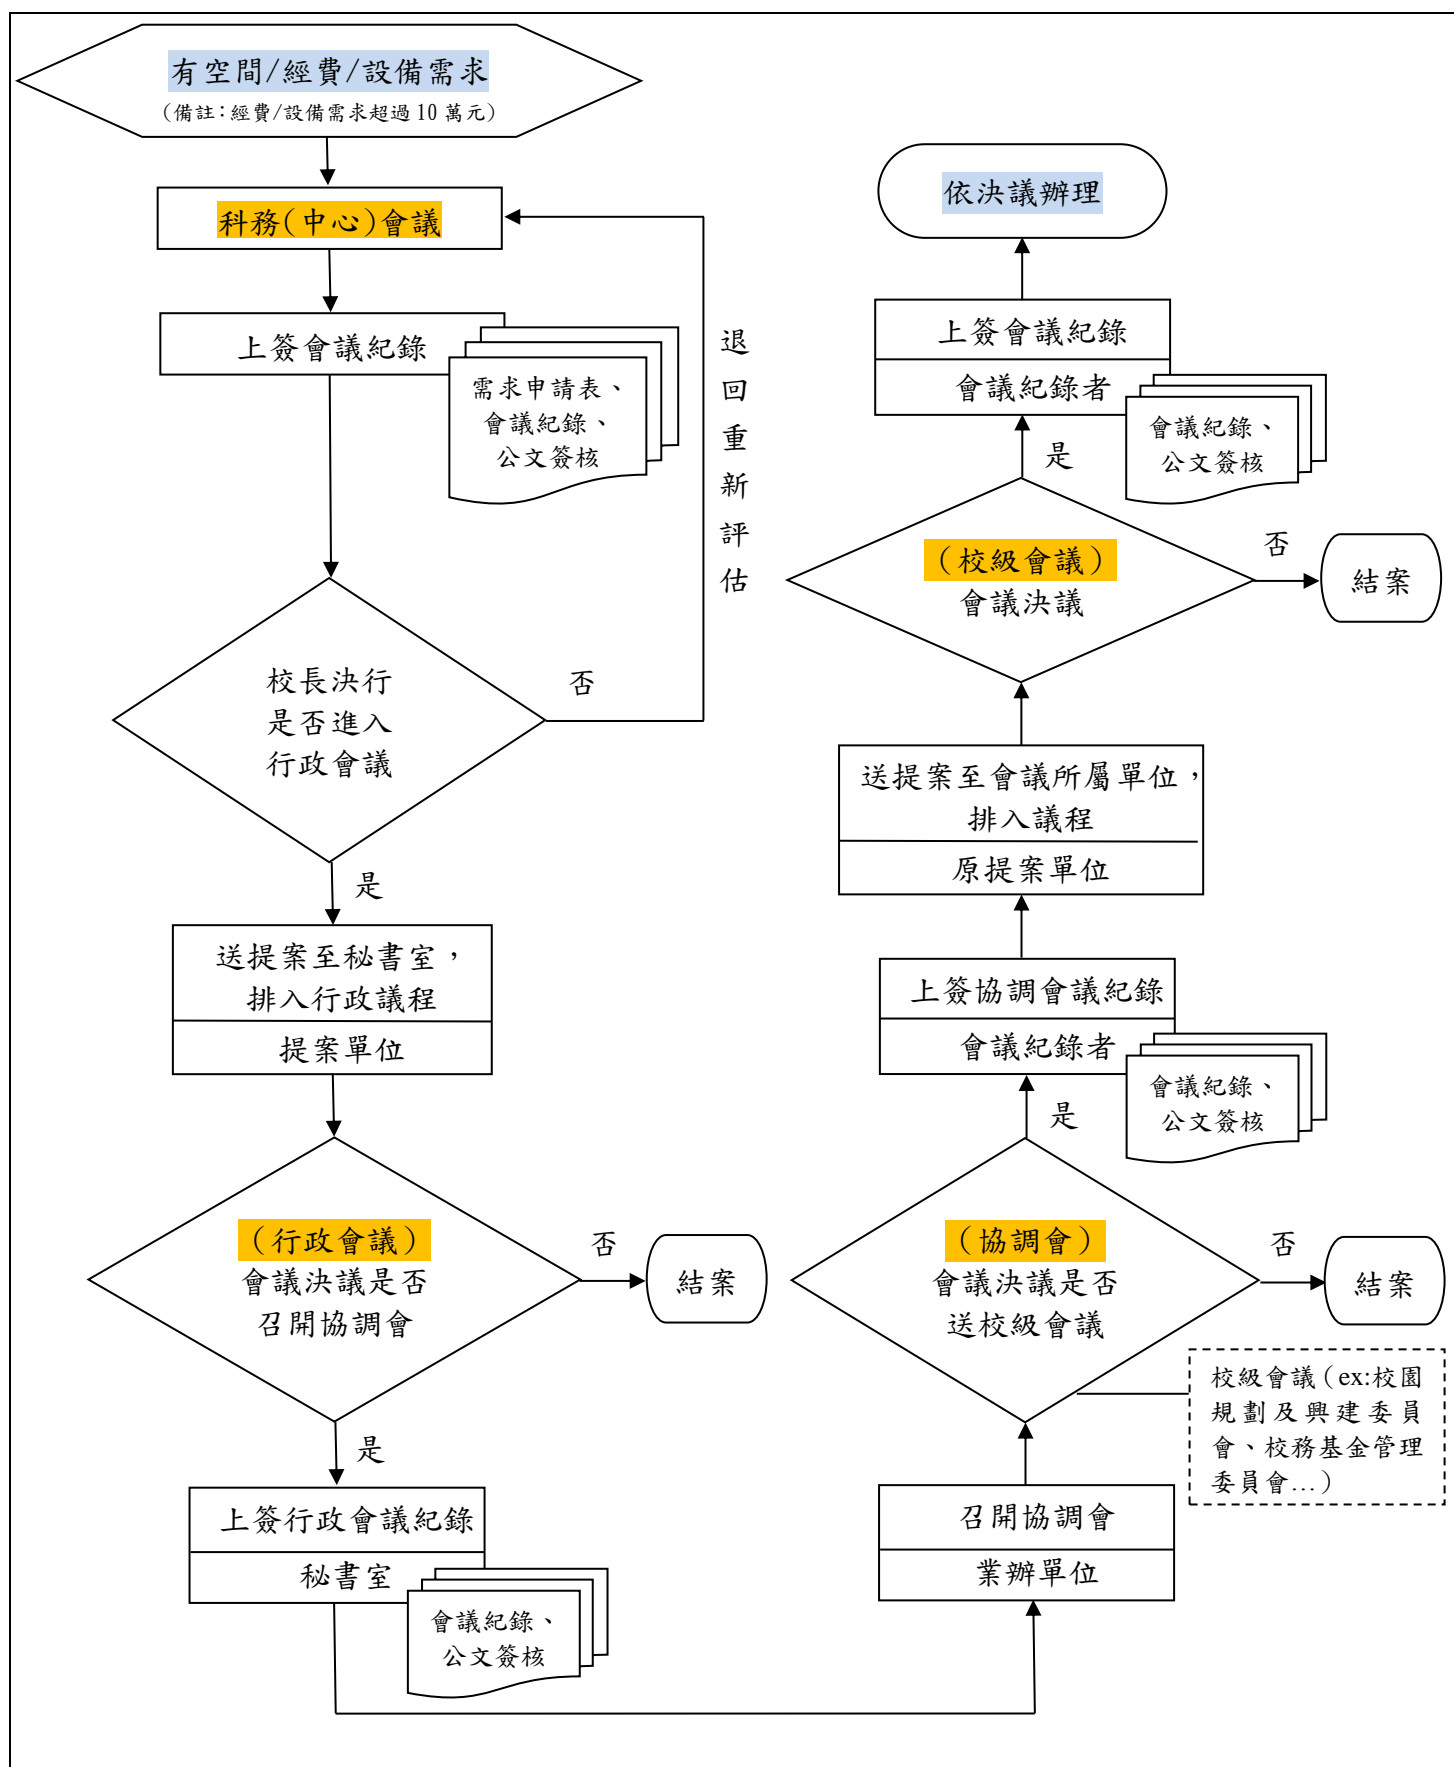 有空間/經費/設備需求
（備註：經費/設備需求超過 10 萬元）
科務(中心)會議
上簽會議紀錄
需求申請表、
會議紀錄、
公文簽核
退
回
重
新
評
估
校長決行
是否進入
行政會議
否
是
送提案至秘書室，
排入行政議程
提案單位
（行政會議）
會議決議是否
召開協調會
否
結案
是
上簽行政會議紀錄
秘書室
會議紀錄、
公文簽核
依決議辦理
上簽會議紀錄
會議紀錄者
會議紀錄、
公文簽核
是
（校級會議）
會議決議
否
結案
送提案至會議所屬單位，
排入議程
原提案單位
上簽協調會議紀錄
會議紀錄者
會議紀錄、
公文簽核
是
（協調會）
會議決議是否
送校級會議
否
結案
校級會議（ex:校園
規劃及興建委員
會、校務基金管理
委員會…）
召開協調會
業辦單位